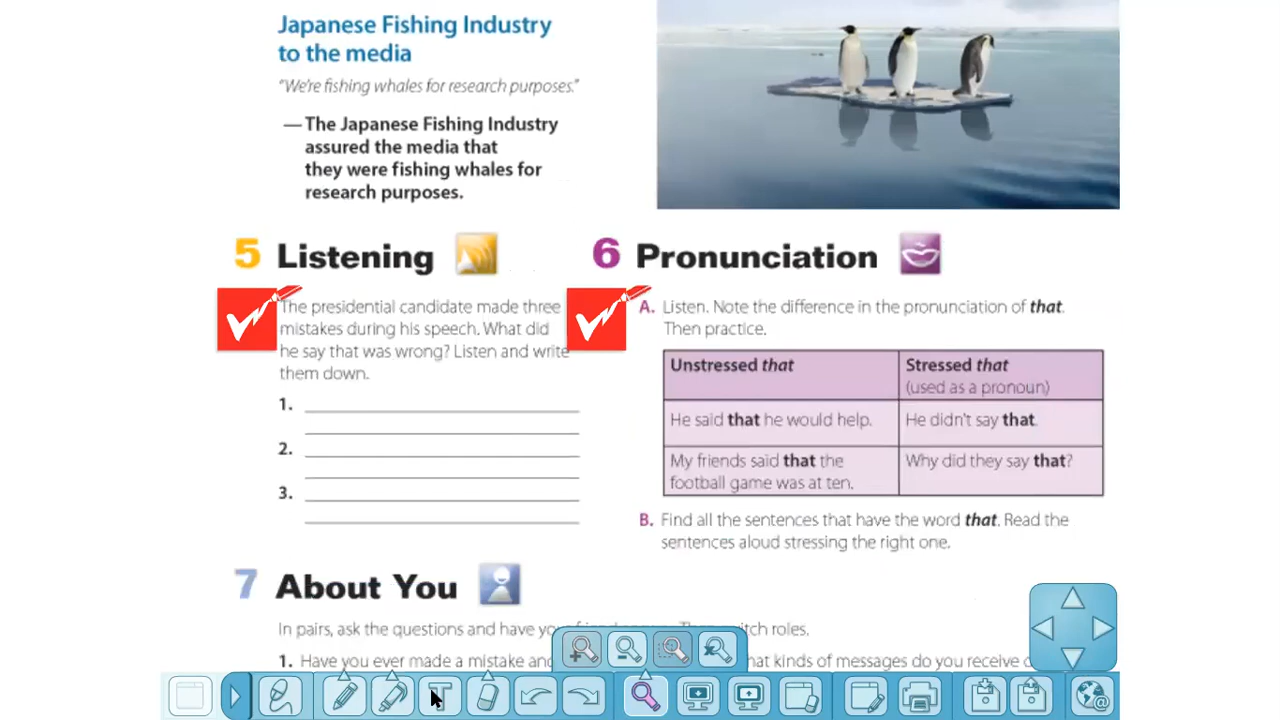 Japanese Fishing Industry
to the media
"We're fishing whales for research purposes."
— The Japanese Fishing Industry
assured the media that
they were fishing whales for
research purposes.
5 Listening
The presidential candidate made three
mistakes during his speech. What did
he say that was wrong? Listen and write
them down.
1.
2.
3.
6 Pronunciation
A. Listen. Note the difference in the pronunciation of that.
Then practice.
Unstressed that
Stressed that
(used as a pronoun)
He said that he would help.
He didn't say that.
My friends said that the
football game was at ten.
Why did they say that?
B. Find all the sentences that have the word that. Read the
sentences aloud stressing the right one.
7 About You
In pairs, ask the questions and have your switch roles.
1. Have you ever made a mistake and
what kinds of messages do you receive